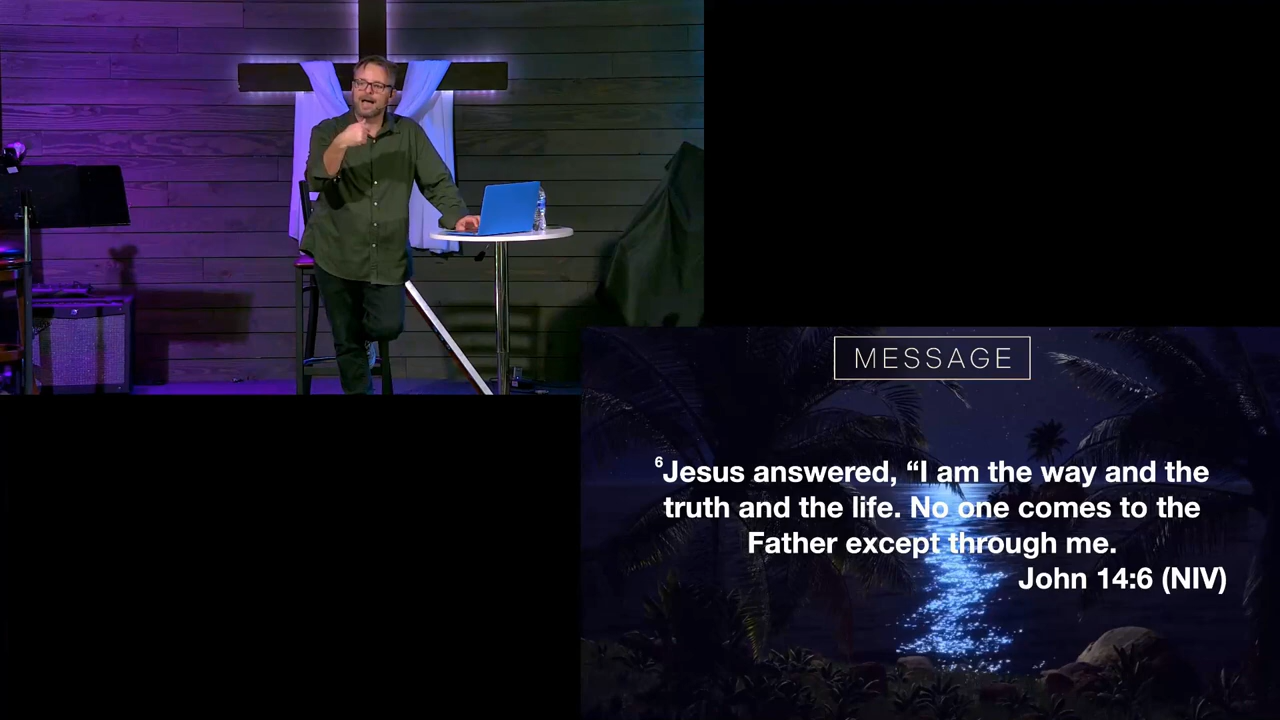 MESSAGE
6Jesus answered, “I am the way and the
truth and the life. No one comes to the
Father except through me.
John 14:6 (NIV)